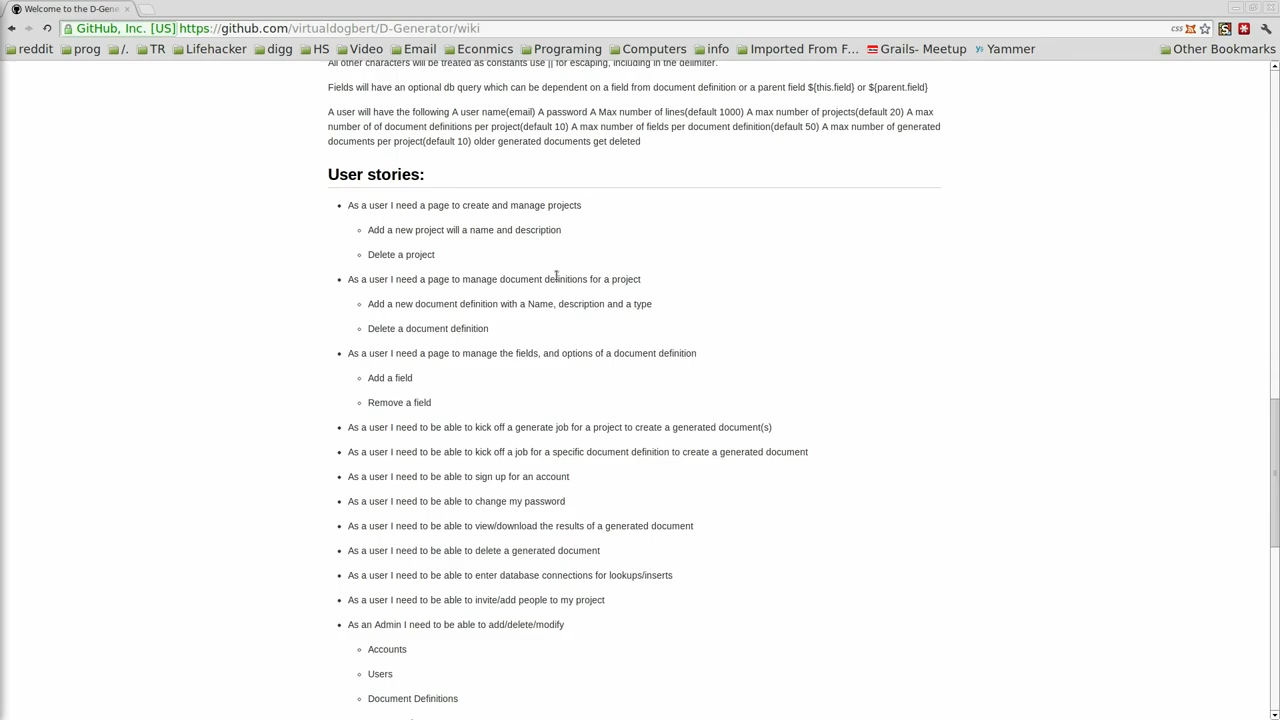 Welcome to the D-Gene
GitHub, Inc. [US] https://github.com/virtualdogbert/D-Generator/wiki
css
reddit prog /. TR Lifehacker digg HS Video Email Econmics Programing Computers info Imported From F... Grails- Meetup Yammer Other Bookmarks
All other characters will be treated as constants use || for escaping, including in the delimiter.
Fields will have an optional db query which can be dependent on a field from document definition or a parent field ${this.field} or ${parent.field}
A user will have the following A user name(email) A password A Max number of lines(default 1000) A max number of projects(default 20) A max
number of of document definitions per project(default 10) A max number of fields per document definition(default 50) A max number of generated
documents per project(default 10) older generated documents get deleted
User stories:
As a user I need a page to create and manage projects
Add a new project will a name and description
Delete a project
As a user I need a page to manage document definitions for a project
Add a new document definition with a Name, description and a type
Delete a document definition
As a user I need a page to manage the fields, and options of a document definition
Add a field
Remove a field
As a user I need to be able to kick off a generate job for a project to create a generated document(s)
As a user I need to be able to kick off a job for a specific document definition to create a generated document
As a user I need to be able to sign up for an account
As a user I need to be able to change my password
As a user I need to be able to view/download the results of a generated document
As a user I need to be able to delete a generated document
As a user I need to be able to enter database connections for lookups/inserts
As a user I need to be able to invite/add people to my project
As an Admin I need to be able to add/delete/modify
Accounts
Users
Document Definitions